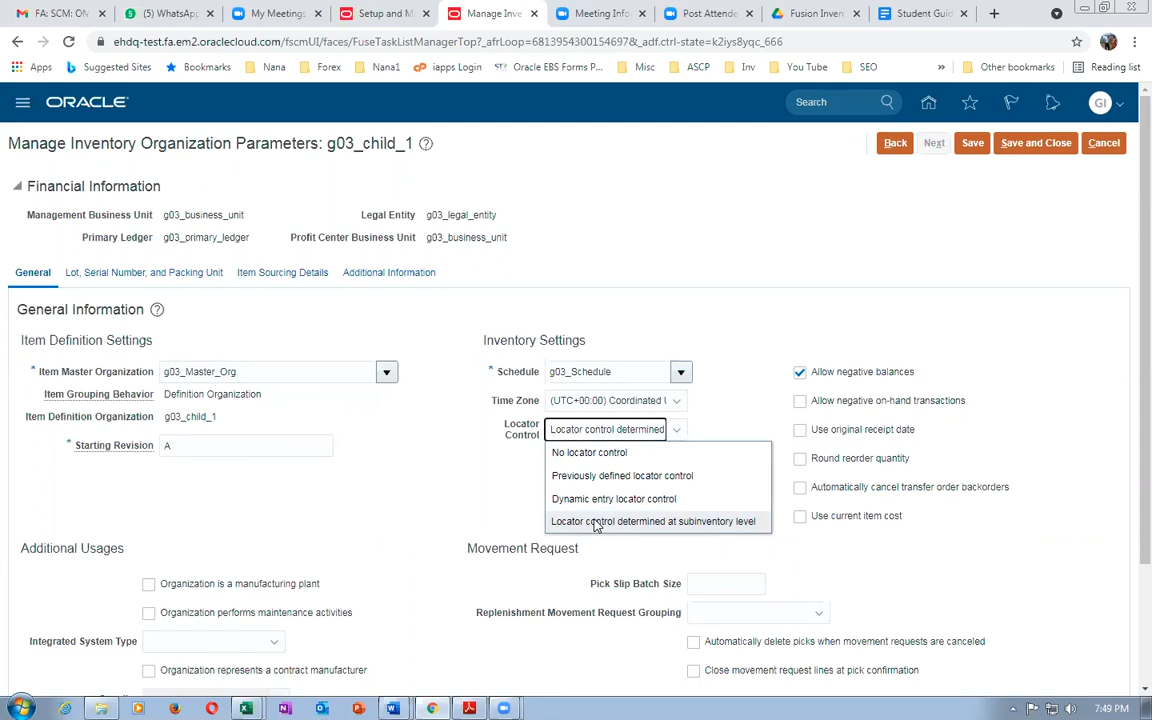 FA: SCM: OM: C
(5) WhatsApp
My Meetings
Setup and M
Manage Inve
Meeting Info
Post Attende
Fusion Inven
Student Guid
ehdq-test.fa.em2.oraclecloud.com/fscmUI/faces/FuseTaskListManagerTop?_afrLoop=6813954300154697&_adf.ctrl-state=k2iys8yqc_666
Apps
Suggested Sites
Bookmarks
Nana
Forex
Nana1
iapps Login
Oracle EBS Forms P...
Misc
ASCP
Inv
You Tube
SEO
»
Other bookmarks
Reading list
ORACLE
Search
GI
Manage Inventory Organization Parameters: g03_child_1
Back
Next
Save
Save and Close
Cancel
Financial Information
Management Business Unit g03_business_unit
Legal Entity g03_legal_entity
Primary Ledger g03_primary_ledger
Profit Center Business Unit g03_business_unit
General
Lot, Serial Number, and Packing Unit
Item Sourcing Details
Additional Information
General Information
Item Definition Settings
* Item Master Organization g03_Master_Org
Item Grouping Behavior Definition Organization
Item Definition Organization g03_child_1
* Starting Revision A
Inventory Settings
* Schedule g03_Schedule
Time Zone (UTC+00:00) Coordinated U
Locator
Control
Locator control determined
No locator control
Previously defined locator control
Dynamic entry locator control
Locator control determined at subinventory level
Allow negative balances
Allow negative on-hand transactions
Use original receipt date
Round reorder quantity
Automatically cancel transfer order backorders
Use current item cost
Additional Usages
Organization is a manufacturing plant
Organization performs maintenance activities
Integrated System Type
Organization represents a contract manufacturer
Movement Request
Pick Slip Batch Size
Replenishment Movement Request Grouping
Automatically delete picks when movement requests are canceled
Close movement request lines at pick confirmation
7:49 PM